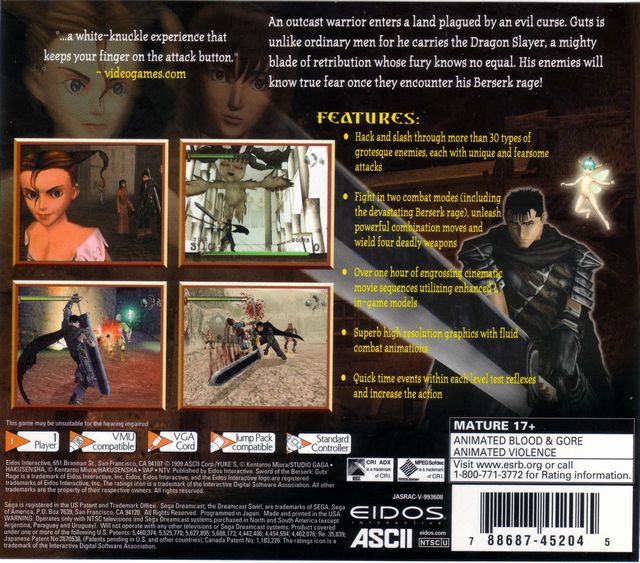 "...a white-knuckle experience that
keeps your finger on the attack button."
~ videogames.com
An outcast warrior enters a land plagued by an evil curse. Guts is
unlike ordinary men for he carries the Dragon Slayer, a mighty
blade of retribution whose fury knows no equal. His enemies will
know true fear once they encounter his Berserk rage!
FEATURES:
• Hack and slash through more than 30 types of
grotesque enemies, each with unique and fearsome
attacks
• Fight in two combat modes (including
the devastating Berserk rage), unleash
powerful combination moves and
wield four deadly weapons
• Over one hour of engrossing cinematic
movie sequences utilizing enhanced
in-game models
• Superb high resolution graphics with fluid
combat animations
• Quick time events within each level test reflexes
and increase the action
This game may be unsuitable for the hearing impaired
1
Player
VMU
compatible
VGA
Cord
Jump Pack
compatible
Standard
Controller
Eidos Interactive, 651 Brannan St., San Francisco, CA 94107 © 1999 ASCII Corp./YUKE'S, © Kentarou Miura/STUDIO GAGA •
HAKUSENSHA, © Kentarou Miura/HAKUSENSHA • VAP • NTV. Published by Eidos Interactive. Sword of the Berserk: Guts'
Rage is a trademark of Eidos Interactive, Inc. Eidos, Eidos Interactive, and the Eidos Interactive logo are registered
trademarks of Eidos Interactive, Inc. The ratings icon is a trademark of the Interactive Digital Software Association. All other
trademarks are the property of their respective owners. All rights reserved.
Sega is registered in the US Patent and Trademark Office. Sega Dreamcast, the Dreamcast Swirl, are trademarks of SEGA. Sega
of America, P.O. Box 7639, San Francisco, CA 94120. All Rights Reserved. Programmed in Japan. Made and printed in the USA.
WARNING: Operates only with NTSC televisions and Sega Dreamcast systems purchased in North and South America (except
Argentina, Paraguay and Uruguay). Will not operate with any other televisions or Sega Dreamcast systems. Product covered
under one or more of the following U.S. Patents: 5,460,374; 5,525,770; 5,627,895; 5,688,173; 4,442,486; 4,454,594; 4,462,076; Re. 35,839;
Japanese Patent No. 2870538, (Patents pending in U.S. and other countries); Canada Patent No. 1,183,276. The ratings icon is a
trademark of the Interactive Digital Software Association.
CRI ADX
is a trademark
of CRI.
MPEG Sofdec
is a trademark
of CRI.
JASRAC-V-993608
EIDOS
INTERACTIVE
ASCII
eidos.com
NTSC U
MATURE 17+
ANIMATED BLOOD & GORE
ANIMATED VIOLENCE
Visit www.esrb.org or call
1-800-771-3772 for Rating information.
7 88687-45204 5